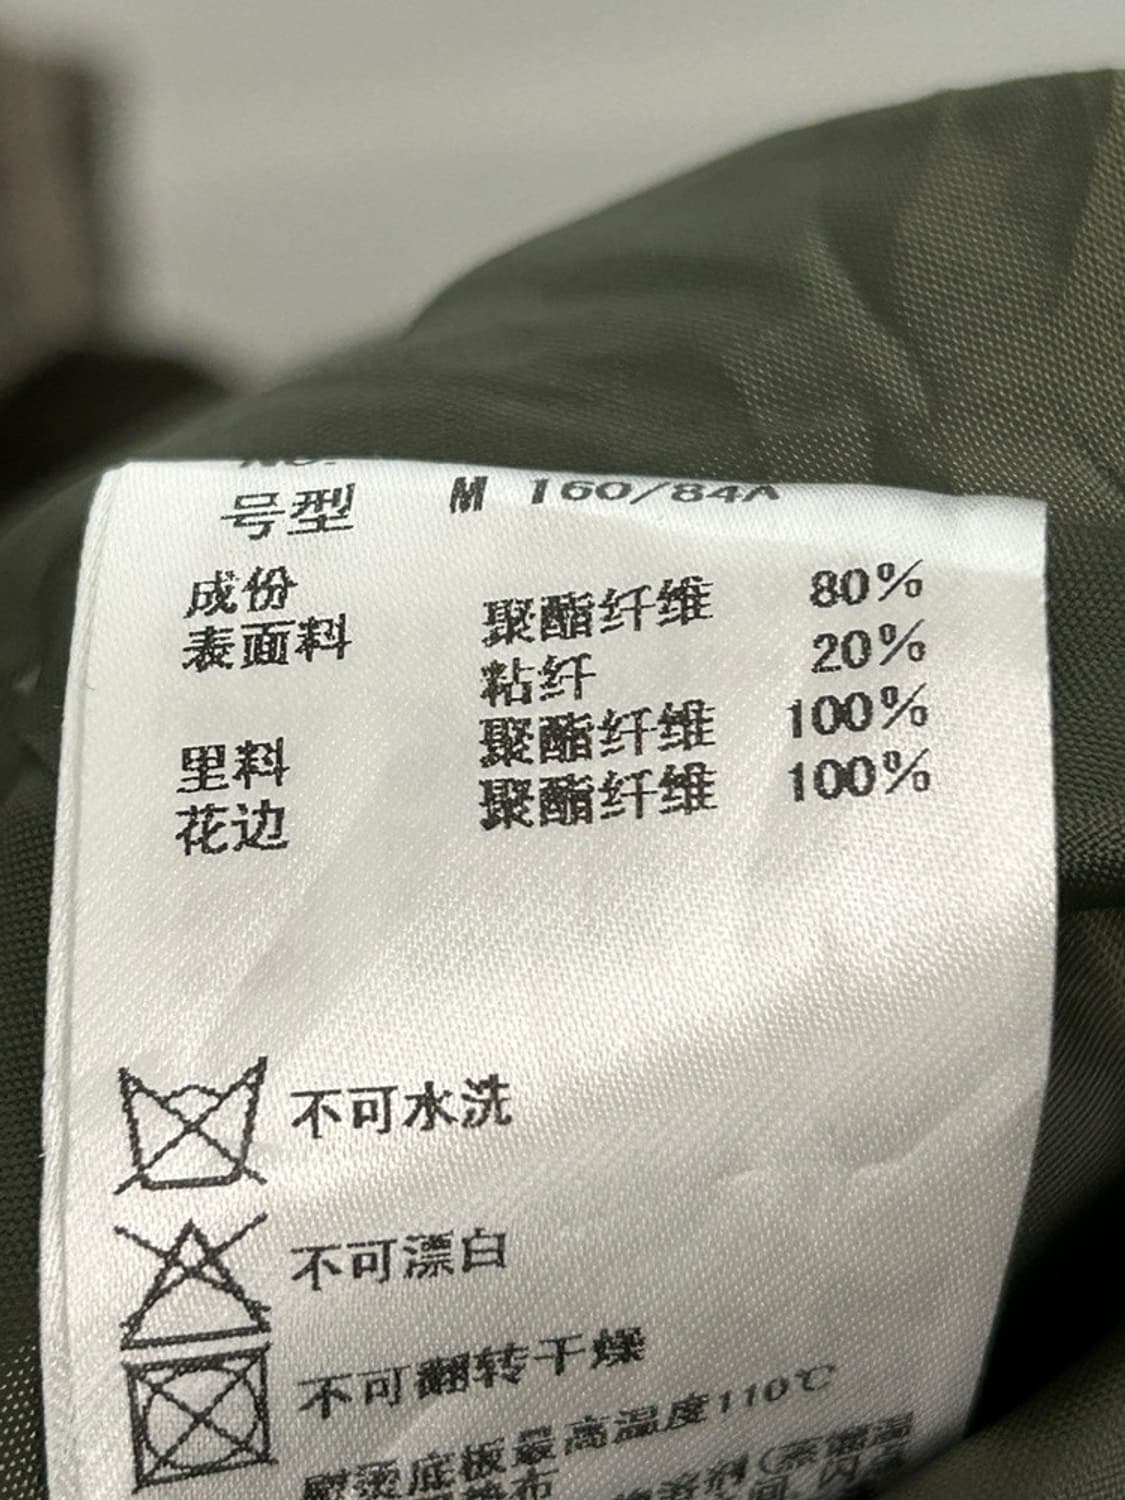 号型 M 160/84A
成份
表面料 聚酯纤维 80%
粘纤 20%
里料 聚酯纤维 100%
花边 聚酯纤维 100%
不可水洗
不可漂白
不可翻转干燥
熨烫底板最高温度110℃